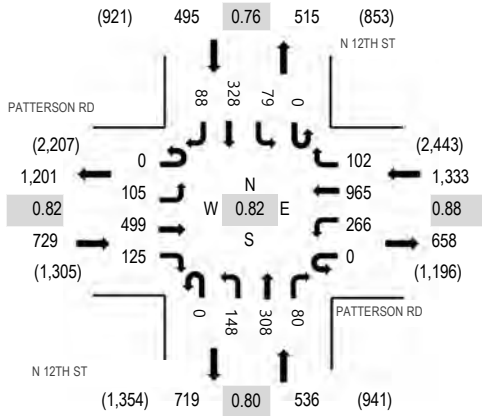 (921) 495 0.76 515 (853)
N 12TH ST
88 328 79 0
PATTERSON RD
(2,207) 0 102 (2,443)
1,201 105 N 965 1,333
0.82 W 0.82 E 0.88
729 499 S 266 658
(1,305) 125 0 (1,196)
0 148 308 80
PATTERSON RD
N 12TH ST
(1,354) 719 0.80 536 (941)